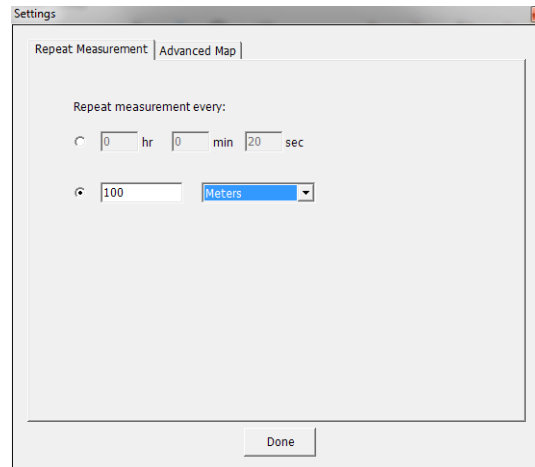 Settings
Repeat Measurement Advanced Map
Repeat measurement every:
0 hr 0 min 20 sec
100 Meters
Done